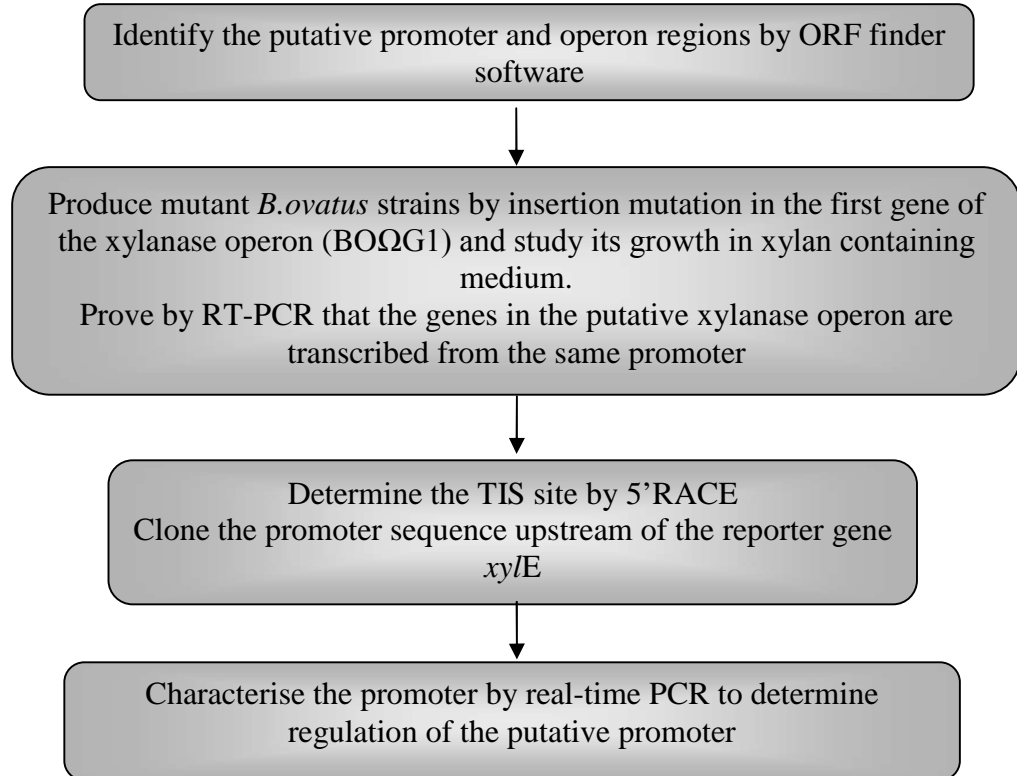 Identify the putative promoter and operon regions by ORF finder
software
Produce mutant B.ovatus strains by insertion mutation in the first gene of
the xylanase operon (BOΩG1) and study its growth in xylan containing
medium.
Prove by RT-PCR that the genes in the putative xylanase operon are
transcribed from the same promoter
Determine the TIS site by 5’RACE
Clone the promoter sequence upstream of the reporter gene
xylE
Characterise the promoter by real-time PCR to determine
regulation of the putative promoter